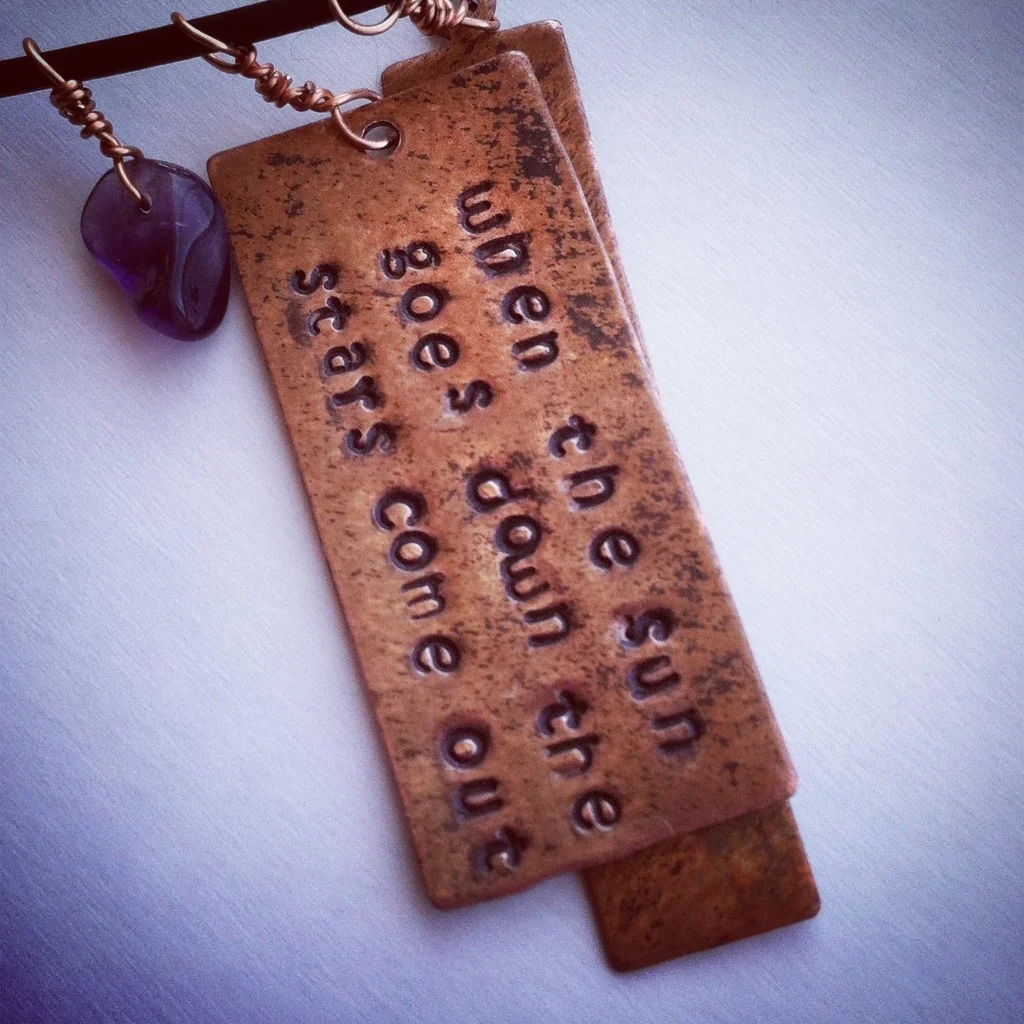 when the sun
goes down the
stars come out